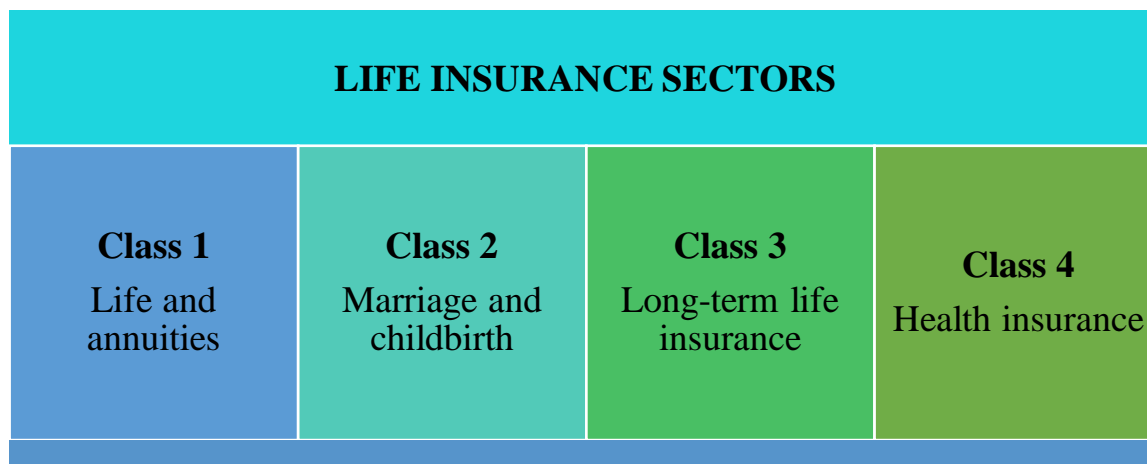 LIFE INSURANCE SECTORS
Class 1
Life and
annuities
Class 2
Marriage and
childbirth
Class 3
Long-term life
insurance
Class 4
Health insurance